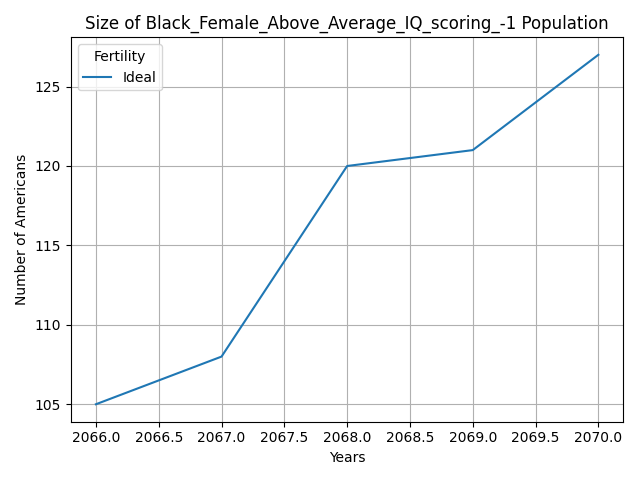 Size of Black_Female_Above_Average_IQ_scoring_-1 Population
Fertility
Ideal
Number of Americans
125
120
115
110
105
2066.0 2066.5 2067.0 2067.5 2068.0 2068.5 2069.0 2069.5 2070.0
Years